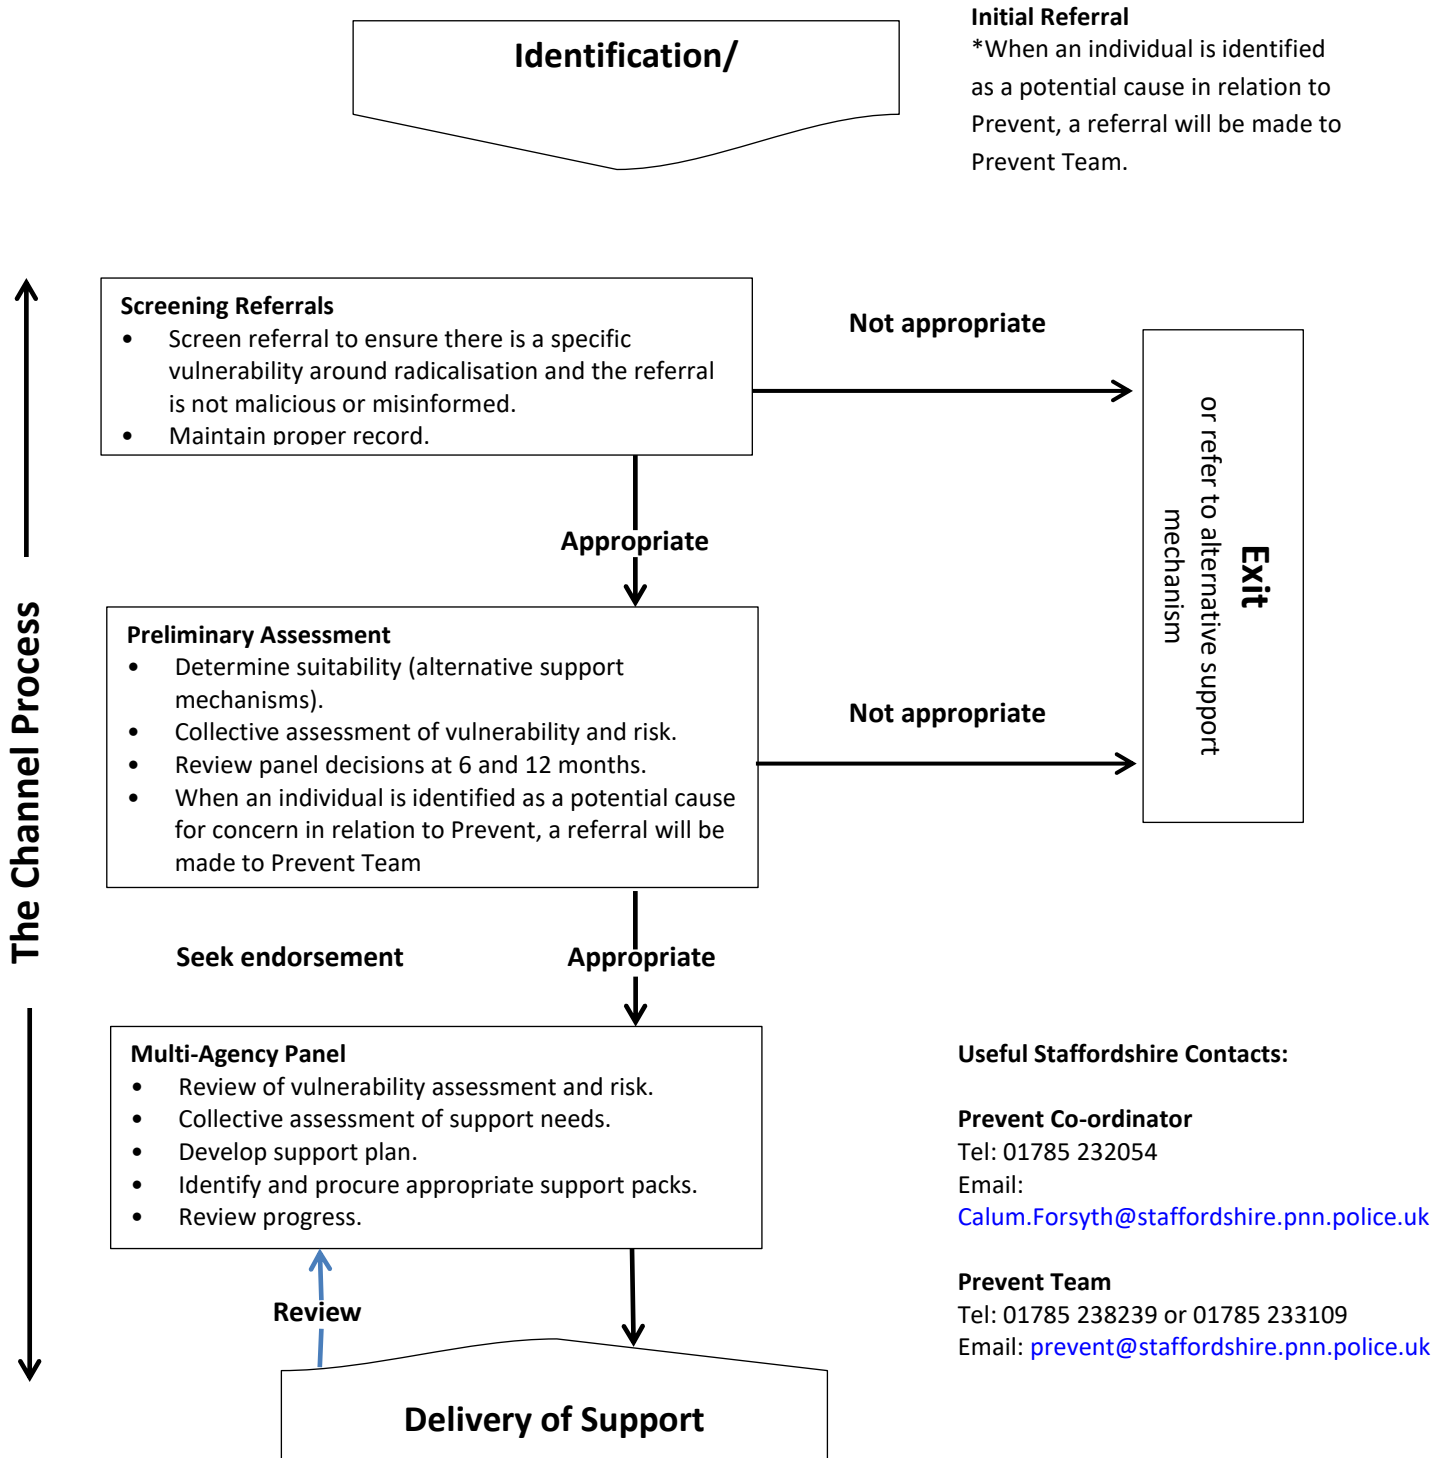 Identification/
Initial Referral
*When an individual is identified
as a potential cause in relation to
Prevent, a referral will be made to
Prevent Team.
The Channel Process
Screening Referrals
• Screen referral to ensure there is a specific
vulnerability around radicalisation and the referral
is not malicious or misinformed.
• Maintain proper record.
Not appropriate
Exit
or refer to alternative support
mechanism
Appropriate
Preliminary Assessment
• Determine suitability (alternative support
mechanisms).
• Collective assessment of vulnerability and risk.
• Review panel decisions at 6 and 12 months.
• When an individual is identified as a potential cause
for concern in relation to Prevent, a referral will be
made to Prevent Team
Not appropriate
Seek endorsement
Appropriate
Multi-Agency Panel
• Review of vulnerability assessment and risk.
• Collective assessment of support needs.
• Develop support plan.
• Identify and procure appropriate support packs.
• Review progress.
Review
Delivery of Support
Useful Staffordshire Contacts:
Prevent Co-ordinator
Tel: 01785 232054
Email:
Calum.Forsyth@staffordshire.pnn.police.uk
Prevent Team
Tel: 01785 238239 or 01785 233109
Email: prevent@staffordshire.pnn.police.uk